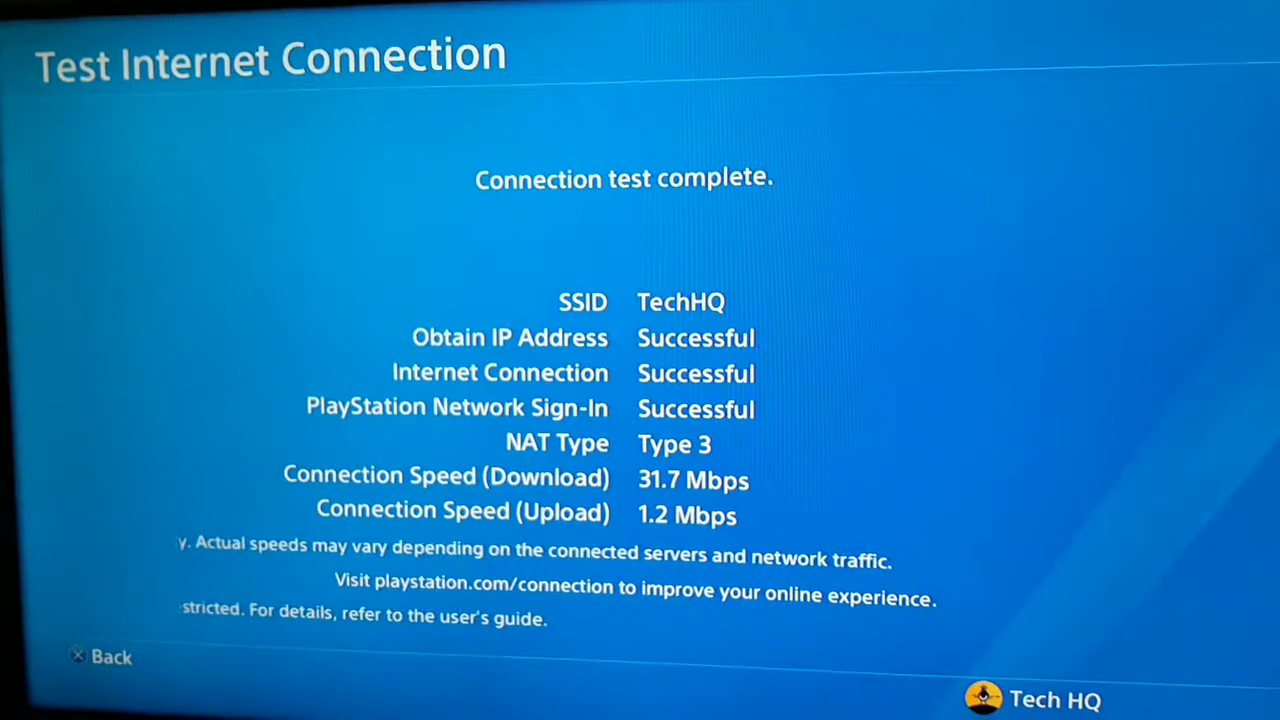 Test Internet Connection
Connection test complete.
SSID TechHQ
Obtain IP Address Successful
Internet Connection Successful
PlayStation Network Sign-In Successful
NAT Type Type 3
Connection Speed (Download) 31.7 Mbps
Connection Speed (Upload) 1.2 Mbps
y. Actual speeds may vary depending on the connected servers and network traffic.
Visit playstation.com/connection to improve your online experience.
stricted. For details, refer to the user's guide.
Back
Tech HQ